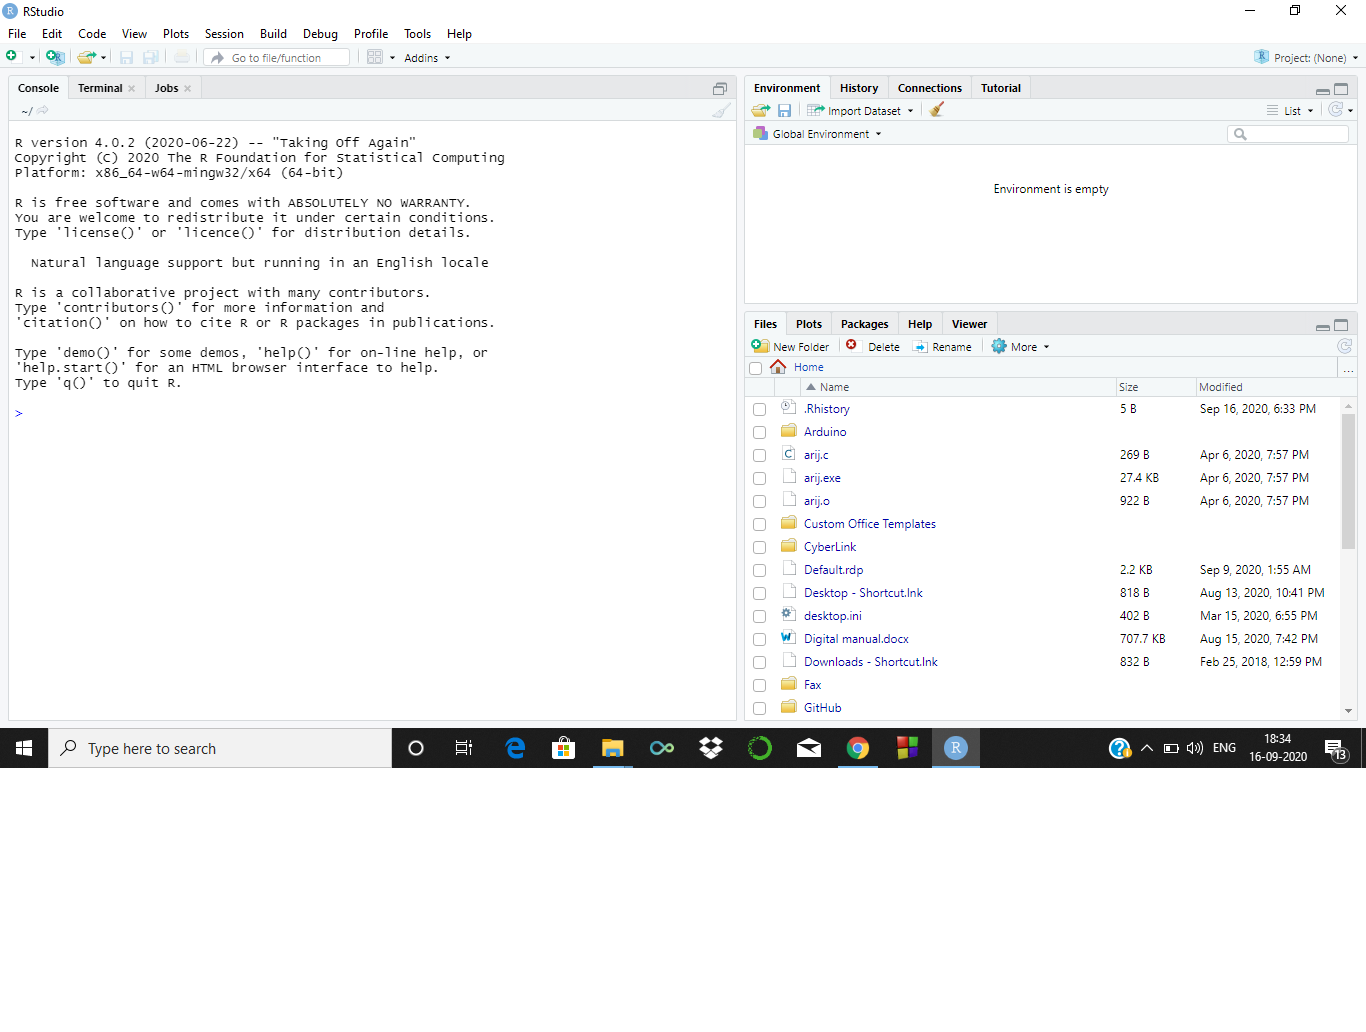 RStudio
File Edit Code View Plots Session Build Debug Profile Tools Help
Go to file/function Addins Project: (None)
Console Terminal Jobs
~/
R version 4.0.2 (2020-06-22) -- "Taking Off Again"
Copyright (C) 2020 The R Foundation for Statistical Computing
Platform: x86_64-w64-mingw32/x64 (64-bit)
R is free software and comes with ABSOLUTELY NO WARRANTY.
You are welcome to redistribute it under certain conditions.
Type 'license()' or 'licence()' for distribution details.
Natural language support but running in an English locale
R is a collaborative project with many contributors.
Type 'contributors()' for more information and
'citation()' on how to cite R or R packages in publications.
Type 'demo()' for some demos, 'help()' for on-line help, or
'help.start()' for an HTML browser interface to help.
Type 'q()' to quit R.
>
Environment History Connections Tutorial
Import Dataset List
Global Environment
Environment is empty
Files Plots Packages Help Viewer
New Folder Delete Rename More
Home ...
Name Size Modified
.Rhistory 5 B Sep 16, 2020, 6:33 PM
Arduino
arij.c 269 B Apr 6, 2020, 7:57 PM
arij.exe 27.4 KB Apr 6, 2020, 7:57 PM
arij.o 922 B Apr 6, 2020, 7:57 PM
Custom Office Templates
CyberLink
Default.rdp 2.2 KB Sep 9, 2020, 1:55 AM
Desktop - Shortcut.lnk 818 B Aug 13, 2020, 10:41 PM
desktop.ini 402 B Mar 15, 2020, 6:55 PM
Digital manual.docx 707.7 KB Aug 15, 2020, 7:42 PM
Downloads - Shortcut.lnk 832 B Feb 25, 2018, 12:59 PM
Fax
GitHub
Type here to search
R
ENG
18:34
16-09-2020
13